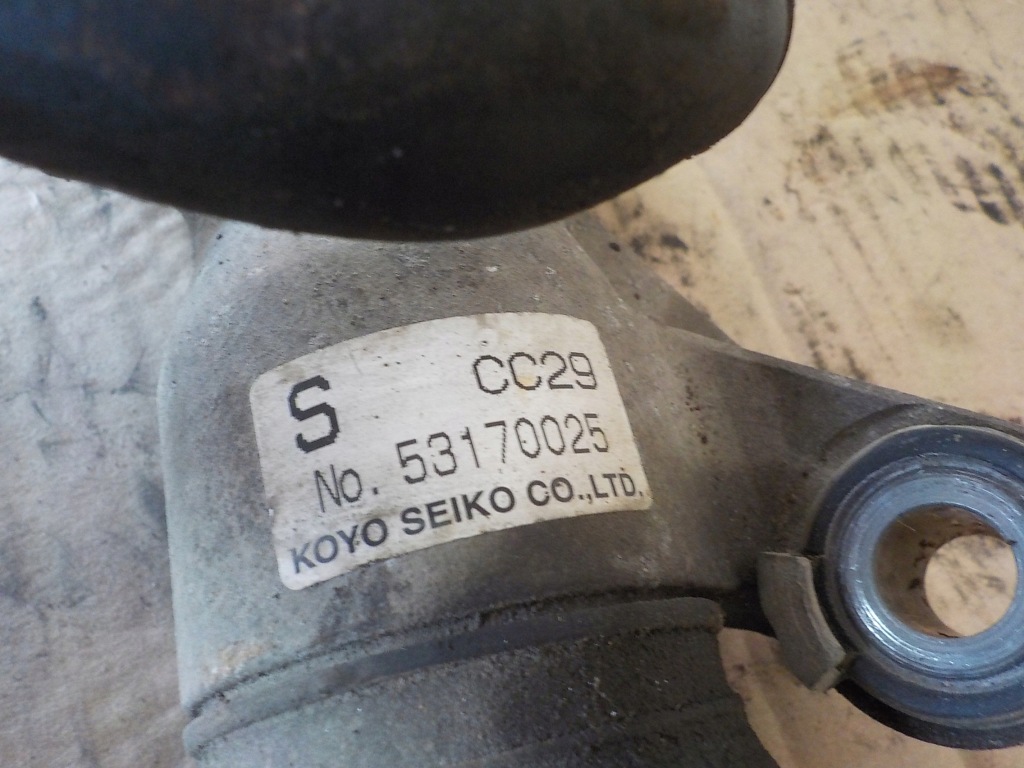 S CC29
No. 53170025
KOYO SEIKO CO.,LTD.